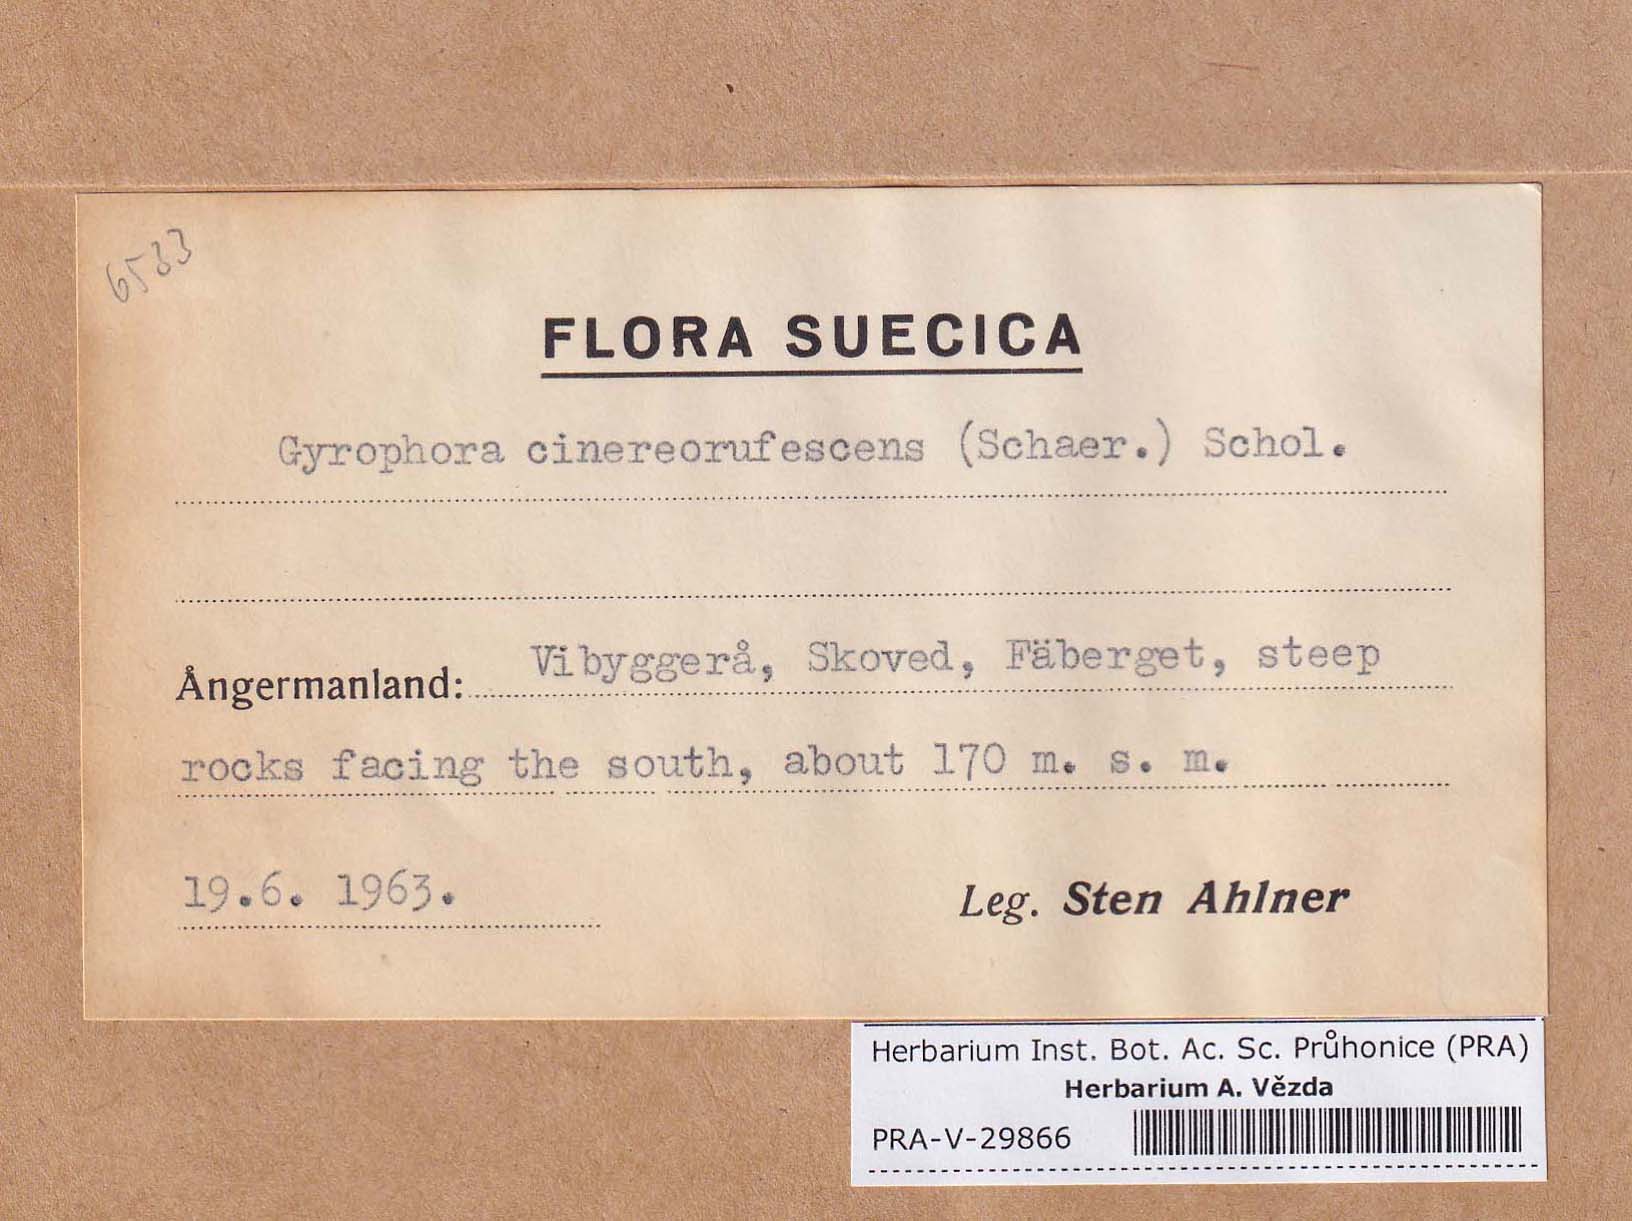 6533
FLORA SUECICA
Gyrophora cinereorufescens (Schaer.) Schol.
Ångermanland: Vibyggerå, Skoved, Fäberget, steep
rocks facing the south, about 170 m. s. m.
19.6. 1963.
Leg. Sten Ahlner
Herbarium Inst. Bot. Ac. Sc. Průhonice (PRA)
Herbarium A. Vězda
PRA-V-29866